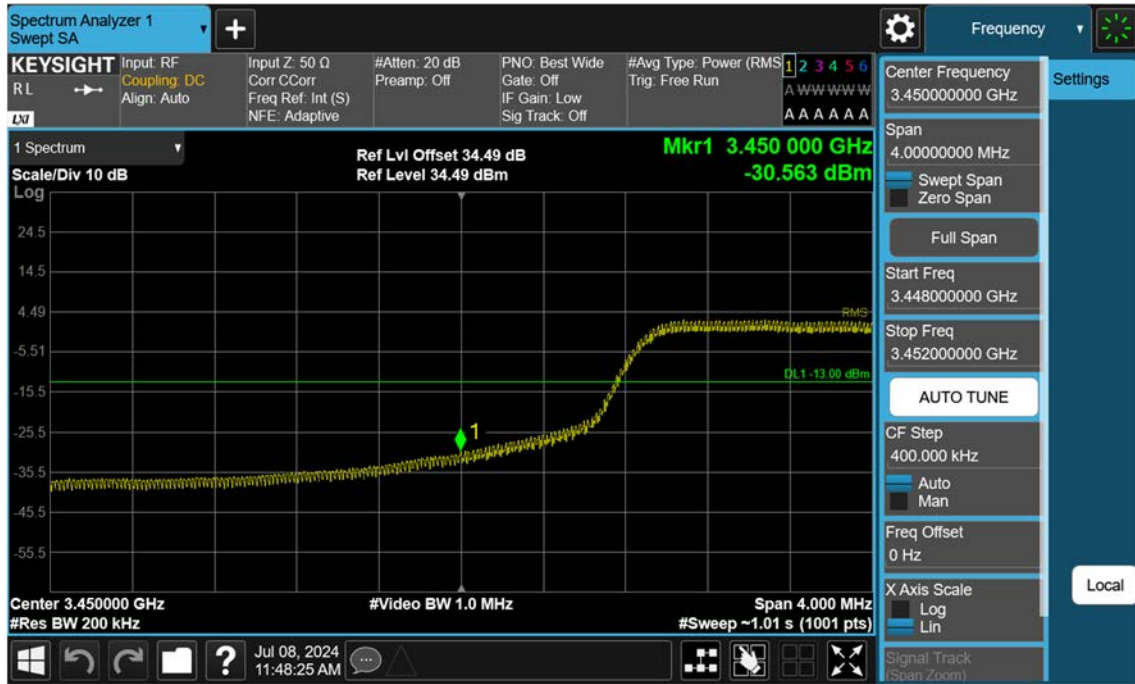 Spectrum Analyzer 1
Swept SA
Frequency
KEYSIGHT
R L
LXI
Input: RF
Coupling: DC
Align: Auto
Input Z: 50 Ω
Corr CCorr
Freq Ref: Int (S)
NFE: Adaptive
#Atten: 20 dB
Preamp: Off
PNO: Best Wide
Gate: Off
IF Gain: Low
Sig Track: Off
#Avg Type: Power (RMS
Trig: Free Run
1 2 3 4 5 6
A W W W W W
A A A A A A
1 Spectrum
Scale/Div 10 dB
Ref Lvl Offset 34.49 dB
Ref Level 34.49 dBm
Mkr1 3.450 000 GHz
-30.563 dBm
Log
24.5
14.5
4.49
-5.51
-15.5
-25.5
-35.5
-45.5
-55.5
RMS
DL1 -13.00 dBm
1
Center 3.450000 GHz
#Res BW 200 kHz
#Video BW 1.0 MHz
Span 4.000 MHz
#Sweep ~1.01 s (1001 pts)
Center Frequency
3.450000000 GHz
Span
4.00000000 MHz
Swept Span
Zero Span
Full Span
Start Freq
3.448000000 GHz
Stop Freq
3.452000000 GHz
AUTO TUNE
CF Step
400.000 kHz
Auto
Man
Freq Offset
0 Hz
X Axis Scale
Log
Lin
Signal Track
(Span Zoom)
Settings
Local
?
Jul 08, 2024
11:48:25 AM